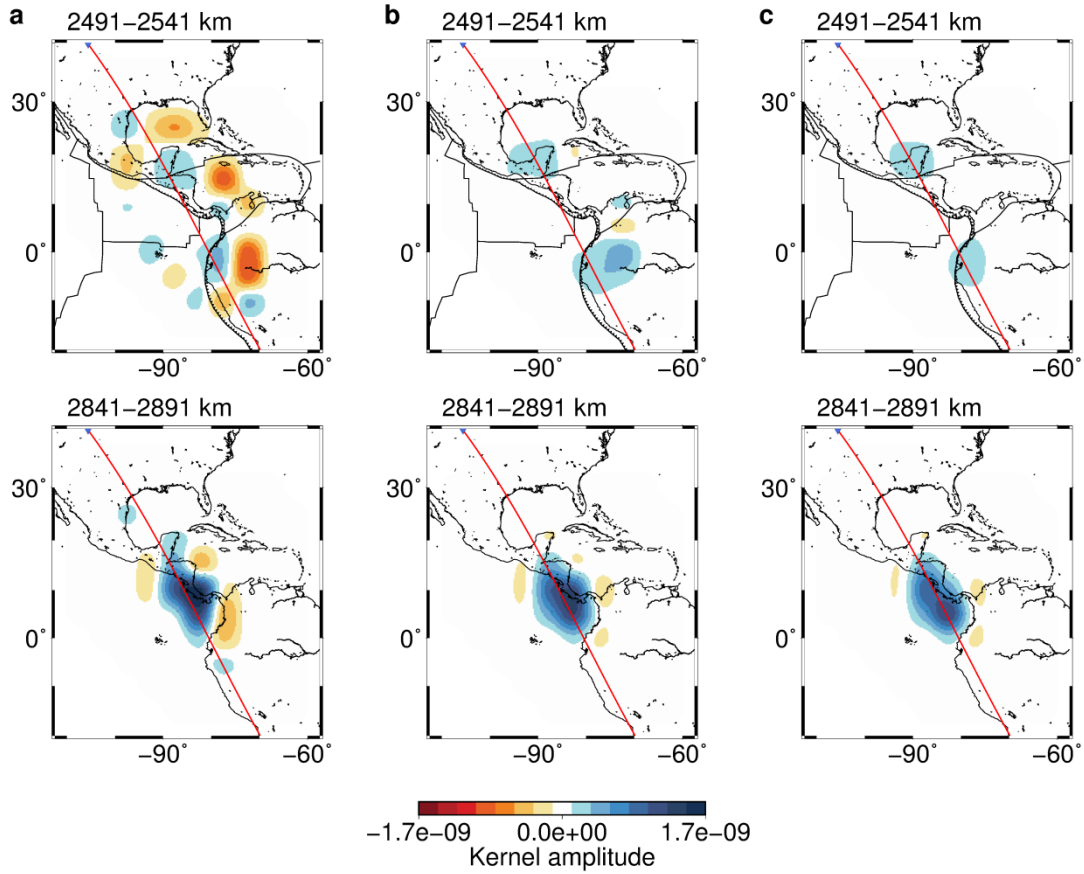 a b c
2491–2541 km 2491–2541 km 2491–2541 km
30° 30° 30°
0° 0° 0°
−90° −60° −90° −60° −90° −60°
2841–2891 km 2841–2891 km 2841–2891 km
30° 30° 30°
0° 0° 0°
−90° −60° −90° −60° −90° −60°
−1.7e−09 0.0e+00 1.7e−09
Kernel amplitude